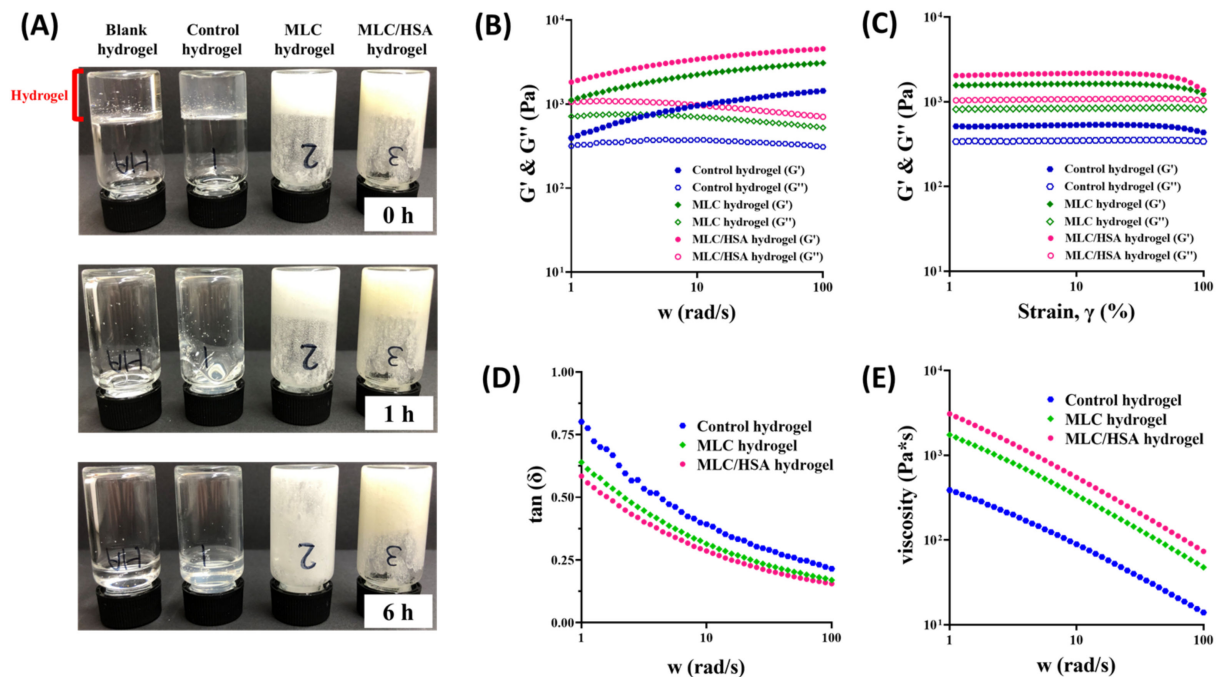 (A)
Blank
hydrogel
Control
hydrogel
MLC
hydrogel
MLC/HSA
hydrogel
Hydrogel
HA
1
2
3
0 h
HA
1
2
3
1 h
HA
1
2
3
6 h
(B)
G' & G'' (Pa)
10⁴
10³
10²
10¹
Control hydrogel (G')
Control hydrogel (G'')
MLC hydrogel (G')
MLC hydrogel (G'')
MLC/HSA hydrogel (G')
MLC/HSA hydrogel (G'')
1 10 100
w (rad/s)
(C)
G' & G'' (Pa)
10⁴
10³
10²
10¹
Control hydrogel (G')
Control hydrogel (G'')
MLC hydrogel (G')
MLC hydrogel (G'')
MLC/HSA hydrogel (G')
MLC/HSA hydrogel (G'')
1 10 100
Strain, γ (%)
(D)
tan (δ)
1.00
0.75
0.50
0.25
0.00
Control hydrogel
MLC hydrogel
MLC/HSA hydrogel
1 10 100
w (rad/s)
(E)
viscosity (Pa*s)
10⁴
10³
10²
10¹
Control hydrogel
MLC hydrogel
MLC/HSA hydrogel
1 10 100
w (rad/s)